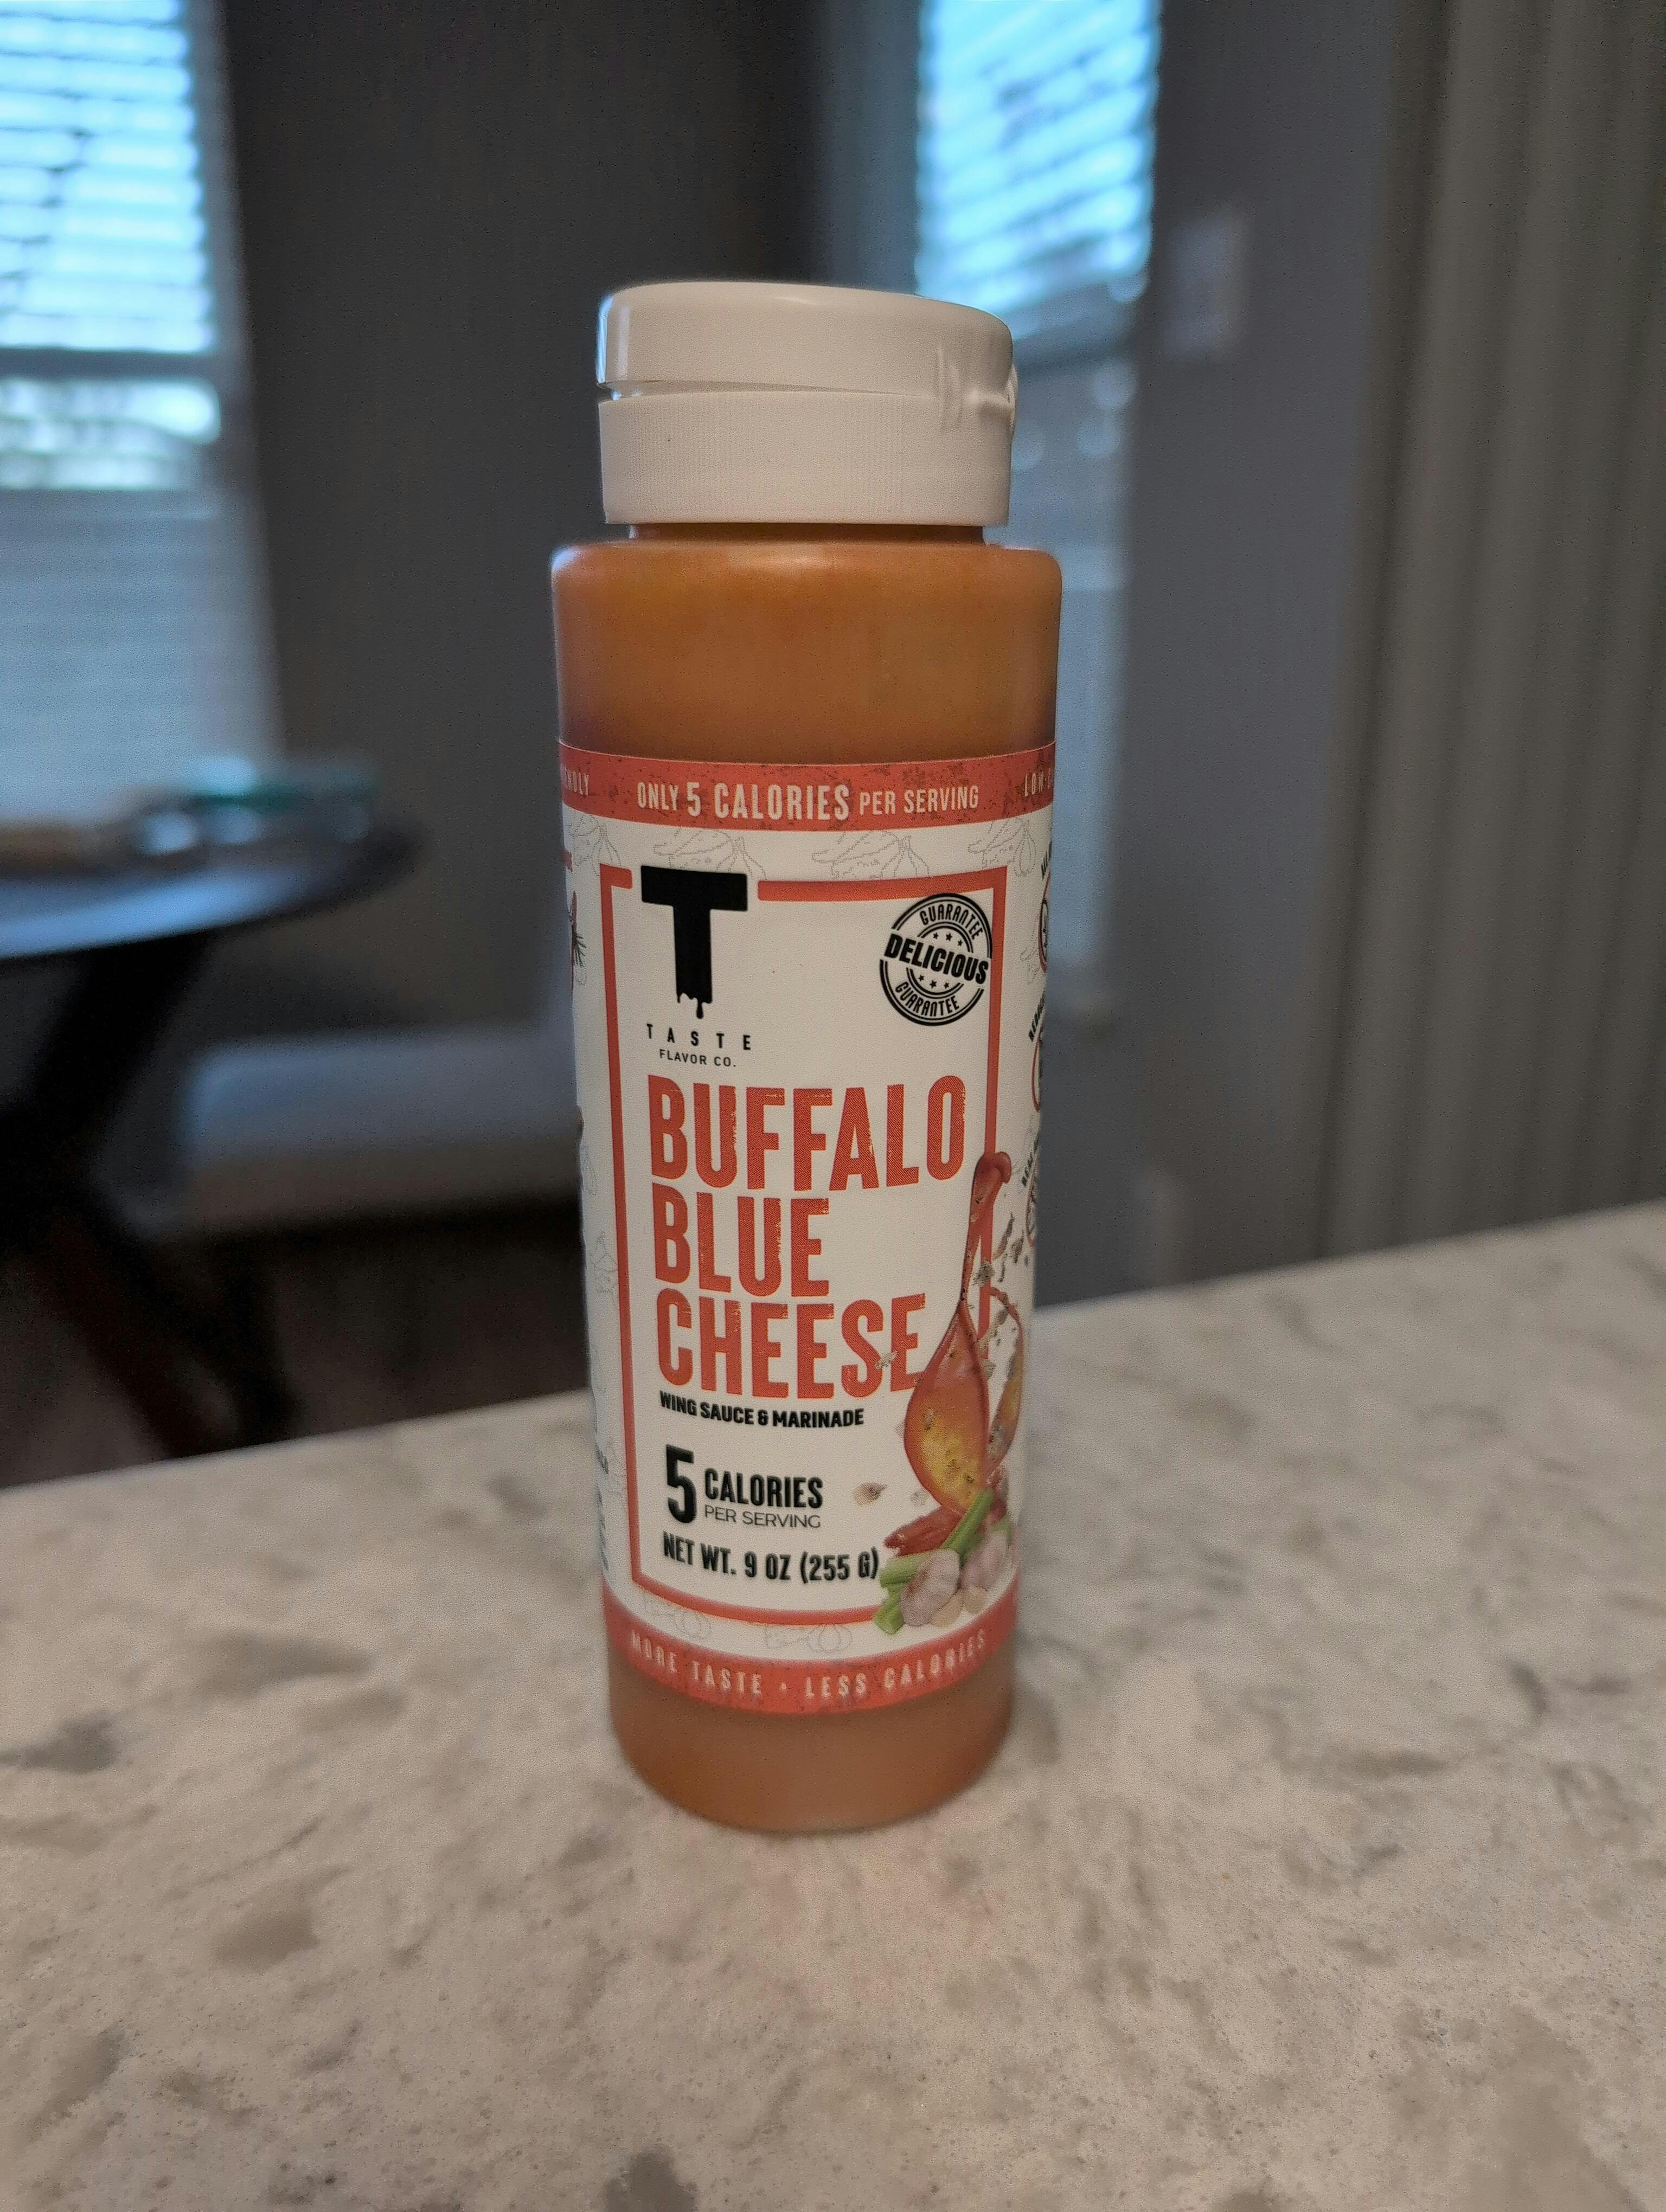 ONLY 5 CALORIES PER SERVING
T
TASTE
FLAVOR CO.
GUARANTEE
DELICIOUS
GUARANTEE
BUFFALO
BLUE
CHEESE
WING SAUCE & MARINADE
5 CALORIES
PER SERVING
NET WT. 9 OZ (255 G)
MORE TASTE • LESS CALORIES